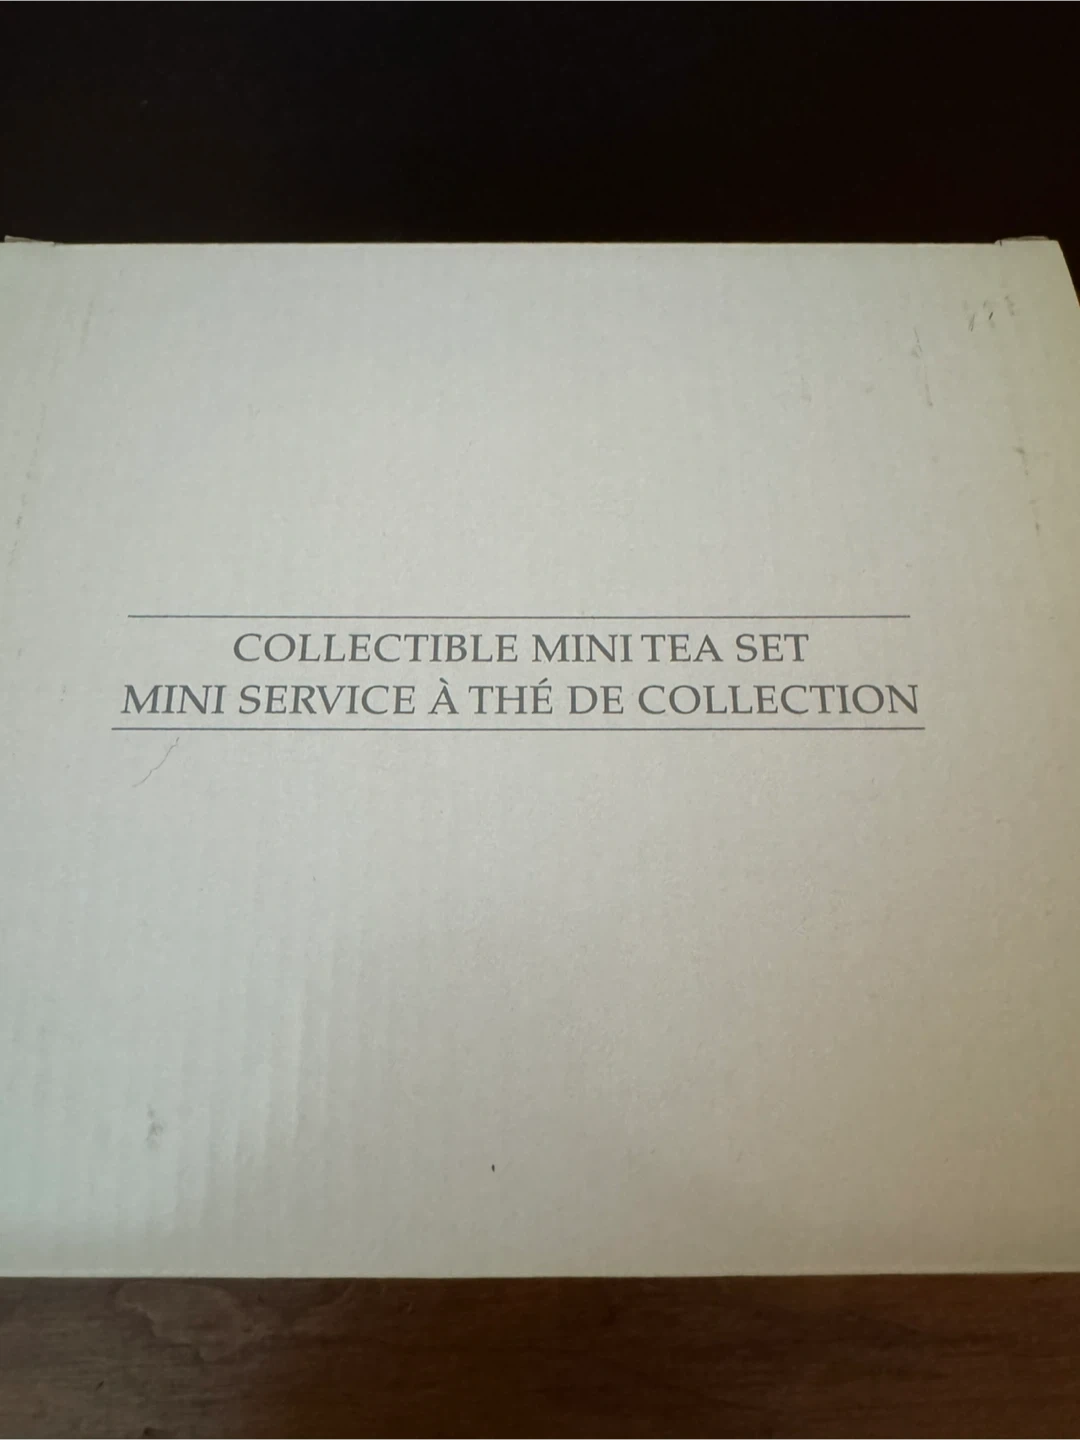 COLLECTIBLE MINI TEA SET
MINI SERVICE À THÉ DE COLLECTION